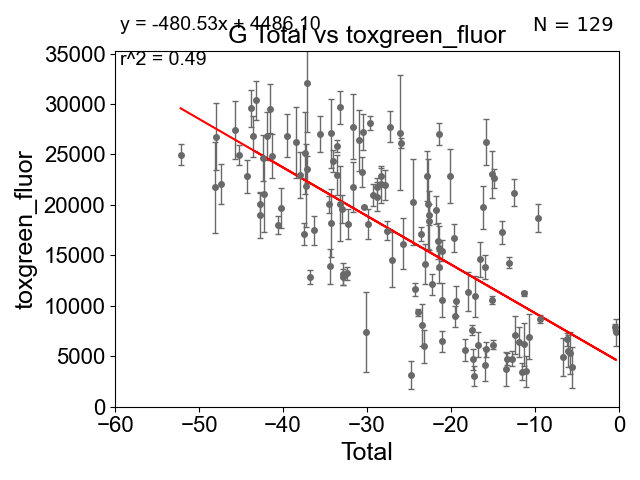 y = -480.53x + 4486.10
N = 129
G Total vs toxgreen_fluor
r^2 = 0.49
35000
30000
25000
20000
15000
10000
5000
0
toxgreen_fluor
−60
−50
−40
−30
−20
−10
0
Total